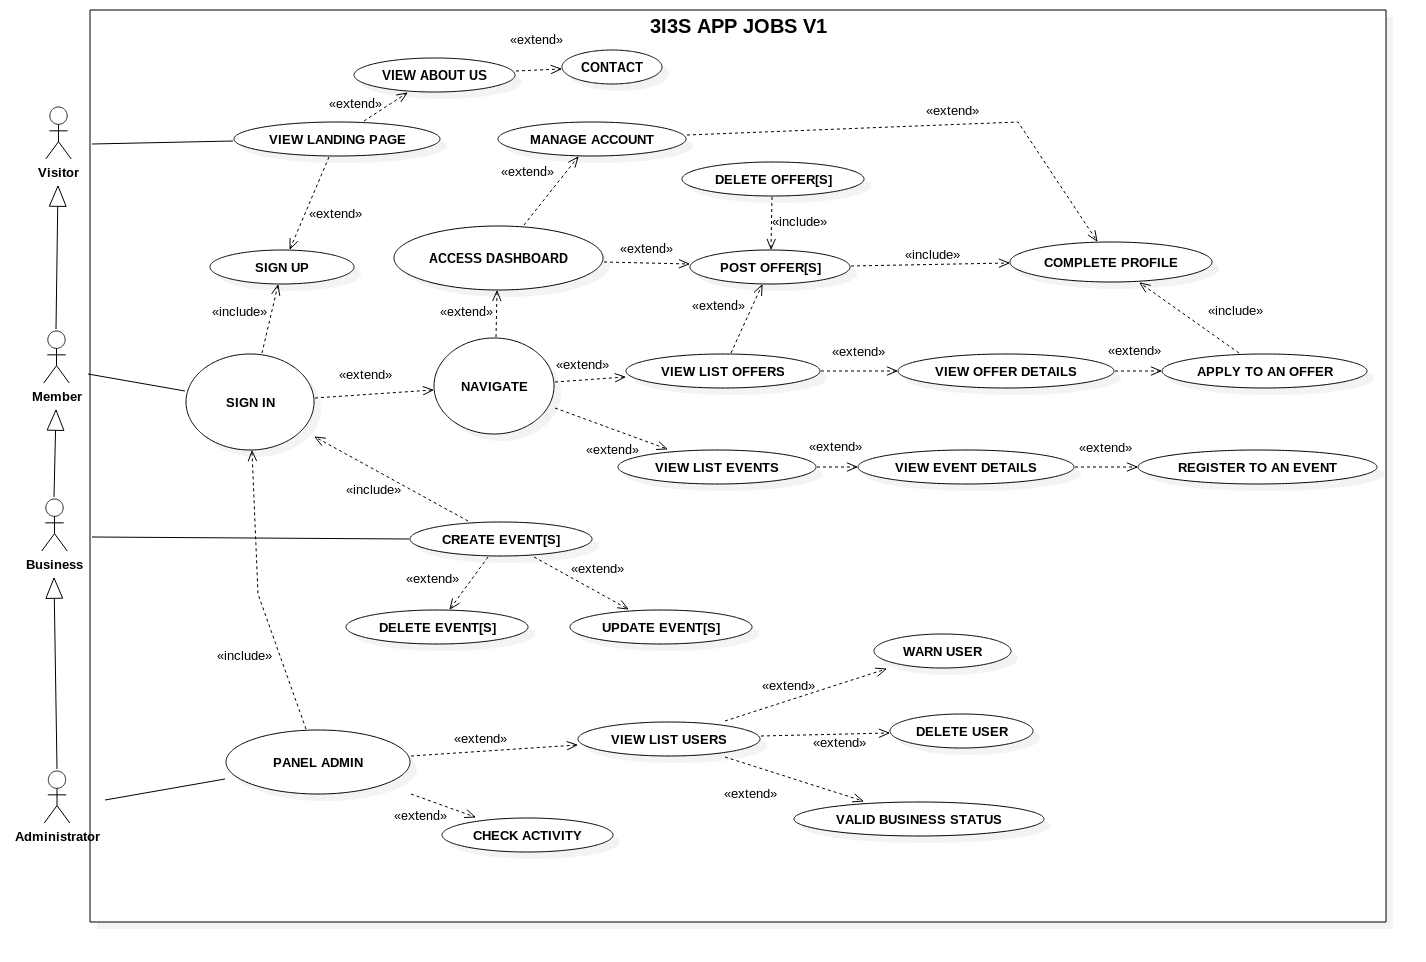 3I3S APP JOBS V1
«extend»
VIEW ABOUT US
CONTACT
«extend»
«extend»
VIEW LANDING PAGE
MANAGE ACCOUNT
Visitor
«extend»
DELETE OFFER[S]
«extend»
«include»
SIGN UP
ACCESS DASHBOARD
«extend»
POST OFFER[S]
«include»
COMPLETE PROFILE
«include»
«extend»
«extend»
«include»
«extend»
«extend»
«extend»
«extend»
Member
SIGN IN
NAVIGATE
VIEW LIST OFFERS
VIEW OFFER DETAILS
APPLY TO AN OFFER
«extend»
«extend»
«extend»
VIEW LIST EVENTS
VIEW EVENT DETAILS
REGISTER TO AN EVENT
«include»
CREATE EVENT[S]
Business
«extend»
«extend»
DELETE EVENT[S]
UPDATE EVENT[S]
«include»
WARN USER
«extend»
«extend»
VIEW LIST USERS
«extend»
DELETE USER
PANEL ADMIN
«extend»
«extend»
VALID BUSINESS STATUS
Administrator
CHECK ACTIVITY